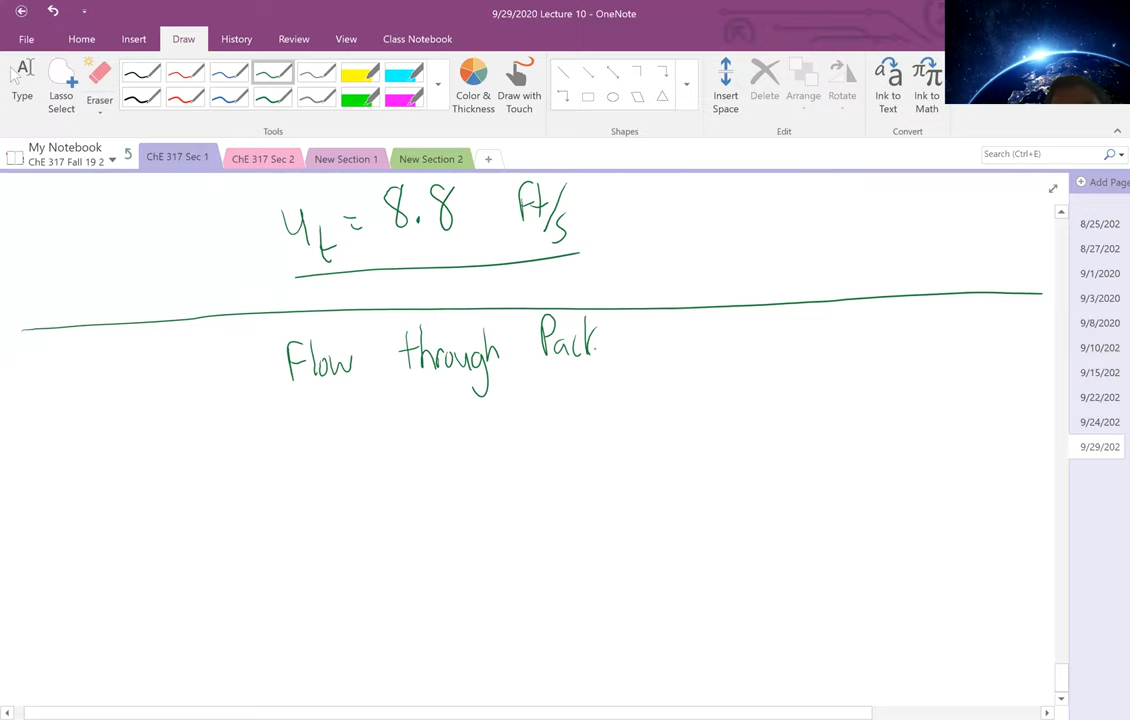 9/29/2020 Lecture 10 - OneNote
File Home Insert Draw History Review View Class Notebook
Type Lasso Select Eraser Color & Thickness Draw with Touch Insert Space Delete Arrange Rotate Ink to Text Ink to Math
Tools Shapes Edit Convert
My Notebook
ChE 317 Fall 19 2
ChE 317 Sec 1 ChE 317 Sec 2 New Section 1 New Section 2 +
Search (Ctrl+E)
Add Page
8/25/202
8/27/202
9/1/2020
9/3/2020
9/8/2020
9/10/202
9/15/202
9/22/202
9/24/202
9/29/202
u_t = 8.8 ft/s
Flow through Pack